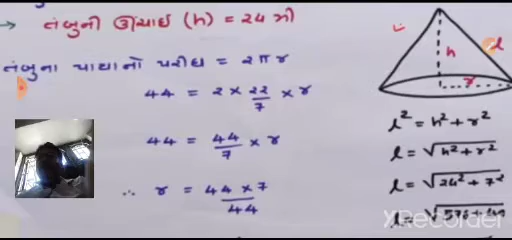 → તંબુની ઊંચાઈ (h) = 24 મી
તંબુના પાયાનો પરીઘ = 2πr
44 = 2 × 22/7 × r
44 = 44/7 × r
∴ r = 44 × 7/44
h
l
r
l² = h² + r²
l = √h² + r²
l = √24² + 7²
XRecorder